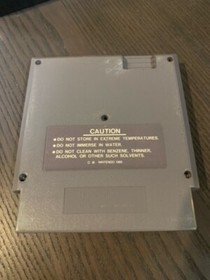 CAUTION
● DO NOT STORE IN EXTREME TEMPERATURES.
● DO NOT IMMERSE IN WATER.
● DO NOT CLEAN WITH BENZENE, THINNER,
ALCOHOL OR OTHER SUCH SOLVENTS.
NINTENDO